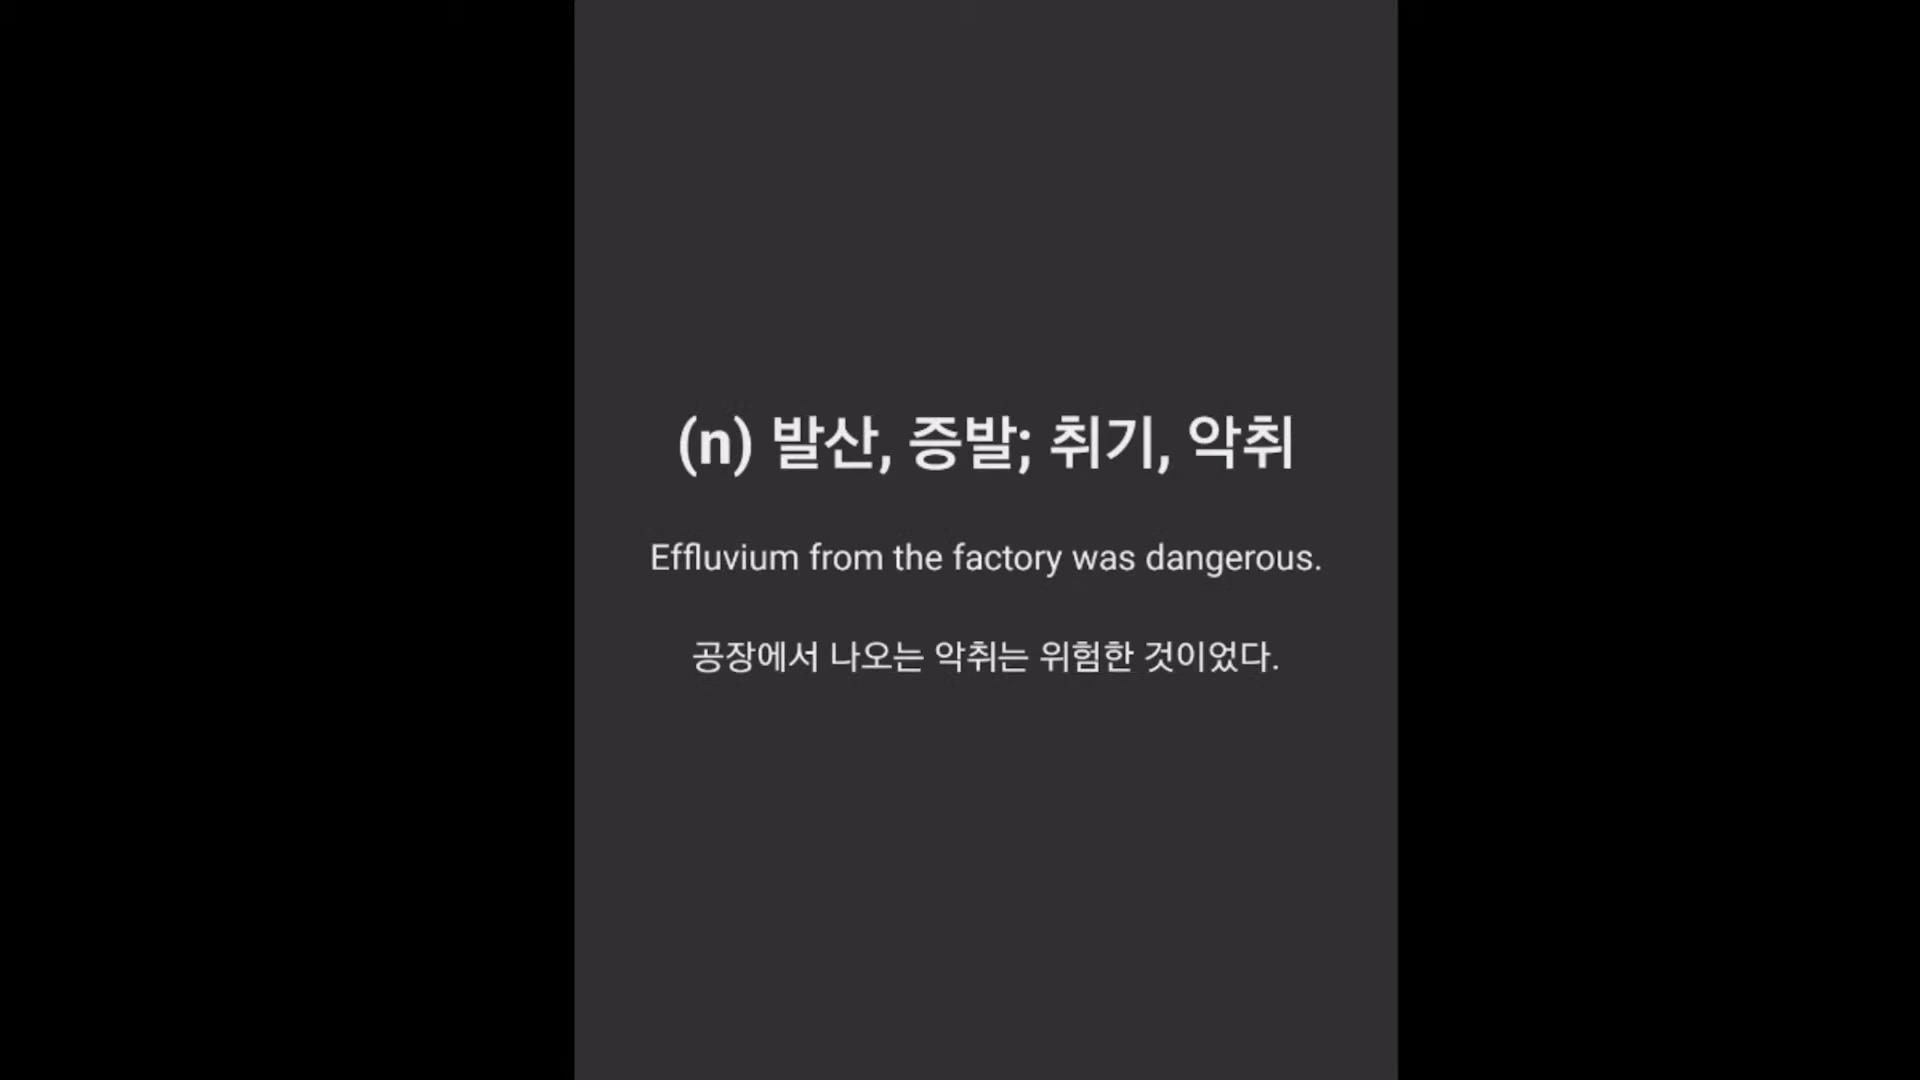 (n) 발산, 증발; 취기, 악취
Effluvium from the factory was dangerous.
공장에서 나오는 악취는 위험한 것이었다.